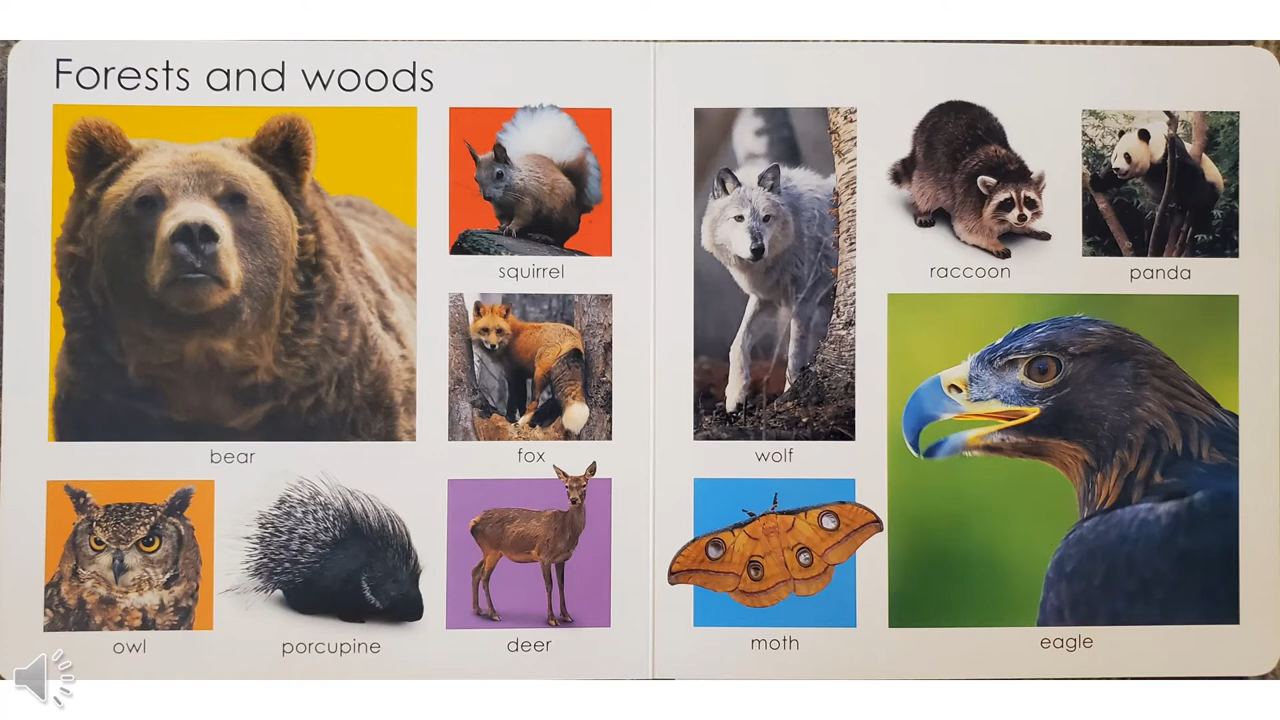 Forests and woods
squirrel
bear
fox
owl
porcupine
deer
raccoon
panda
wolf
moth
eagle